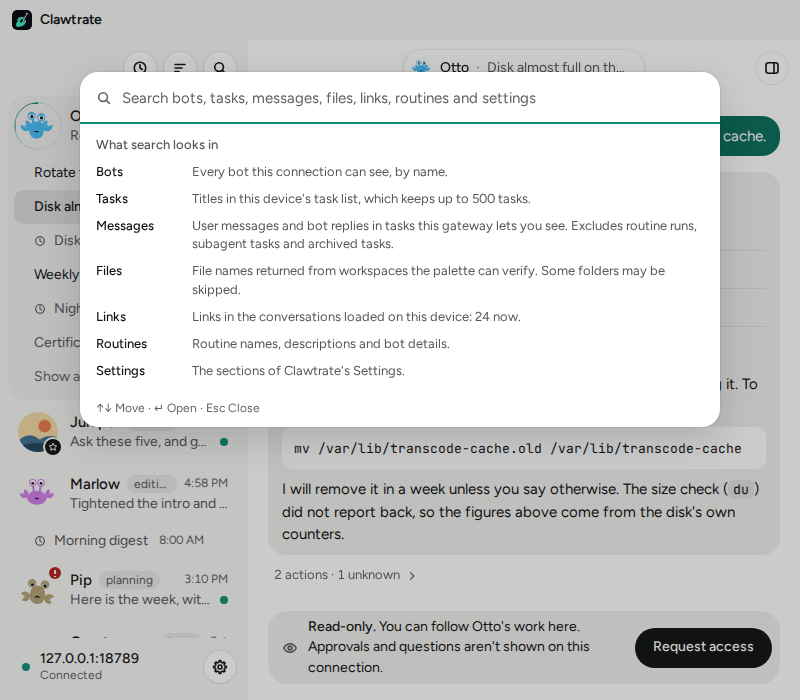 Clawtrate
Otto · Disk almost full on th...
Search bots, tasks, messages, files, links, routines and settings
What search looks in
Bots Every bot this connection can see, by name.
Tasks Titles in this device's task list, which keeps up to 500 tasks.
Messages User messages and bot replies in tasks this gateway lets you see. Excludes routine runs,
subagent tasks and archived tasks.
Files File names returned from workspaces the palette can verify. Some folders may be
skipped.
Links Links in the conversations loaded on this device: 24 now.
Routines Routine names, descriptions and bot details.
Settings The sections of Clawtrate's Settings.
↑↓ Move · ↵ Open · Esc Close
Rotate
Disk
Disk
Weekly
Show
Ask these five, and g...
Marlow editi... 4:58 PM
Tightened the intro and ...
Morning digest 8:00 AM
Pip planning 3:10 PM
Here is the week, wit...
127.0.0.1:18789
Connected
cache.
it. To
mv /var/lib/transcode-cache.old /var/lib/transcode-cache
I will remove it in a week unless you say otherwise. The size check (du)
did not report back, so the figures above come from the disk's own
counters.
2 actions · 1 unknown
Read-only. You can follow Otto's work here.
Approvals and questions aren't shown on this
connection.
Request access